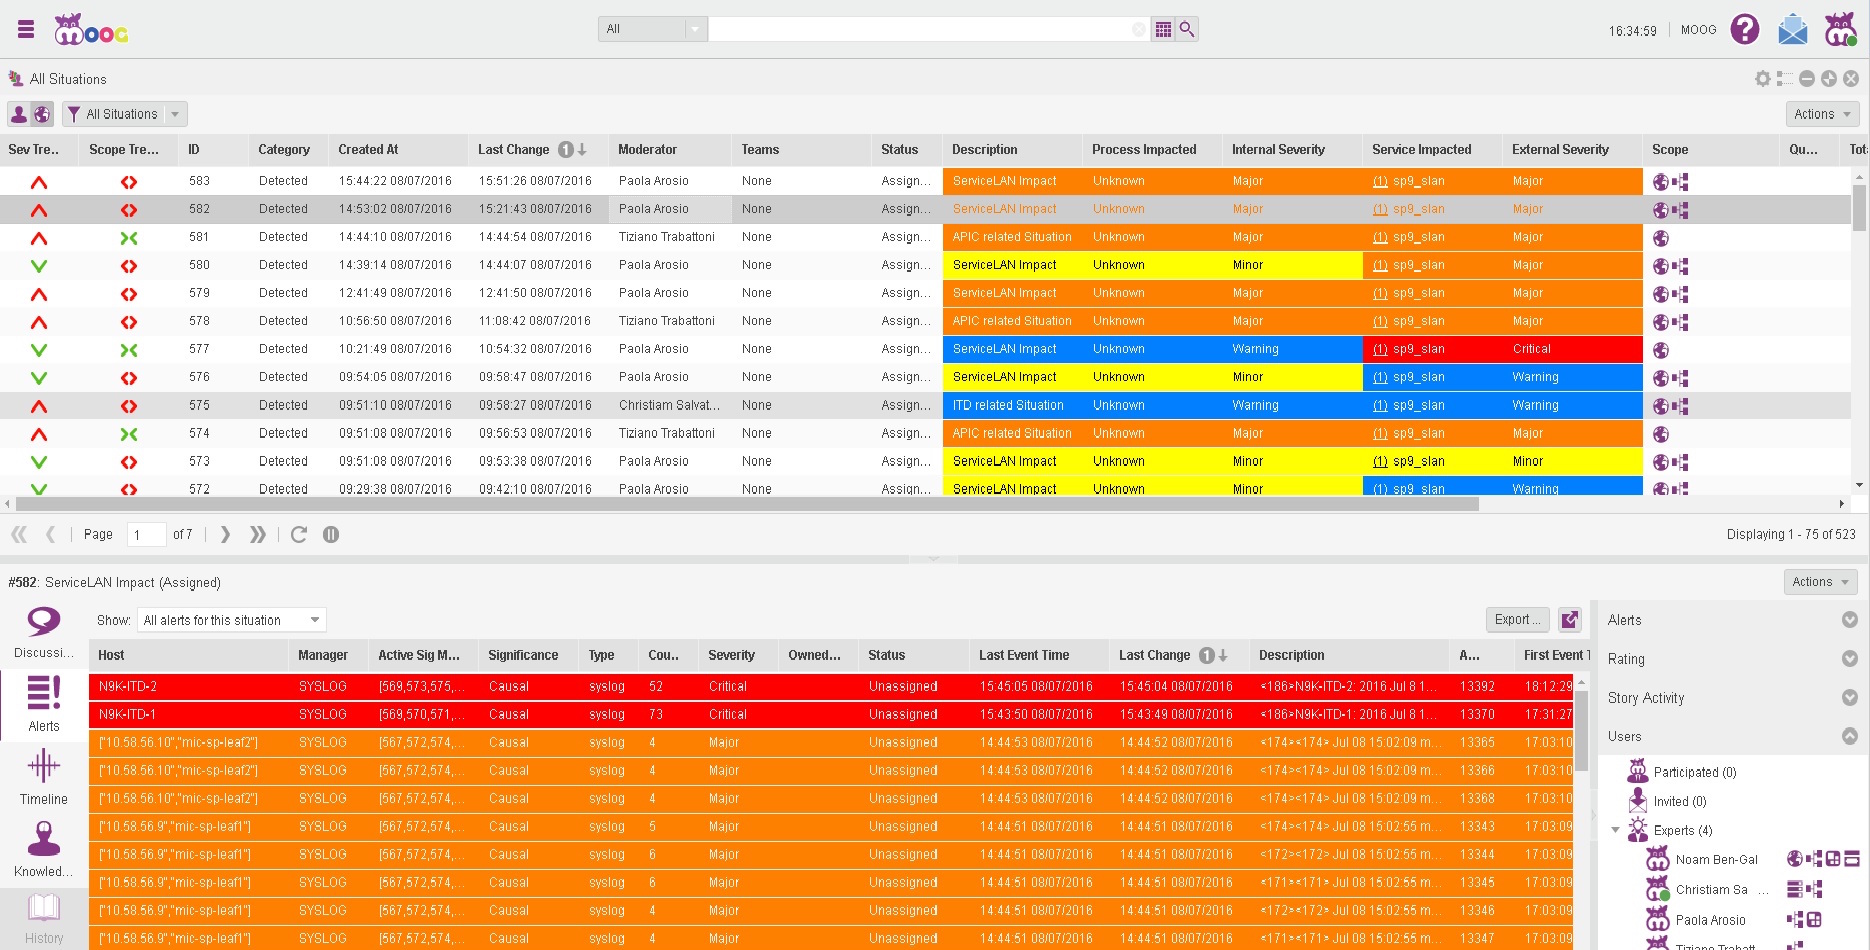 MOOG
All
16:34:59 MOOG
All Situations
All Situations
Actions
Sev Tre.. Scope Tre... ID Category Created At Last Change 1 Moderator Teams Status Description Process Impacted Internal Severity Service Impacted External Severity Scope Qu... Tot
583 Detected 15:44:22 08/07/2016 15:51:26 08/07/2016 Paola Arosio None Assign... ServiceLAN Impact Unknown Major (1) sp9_slan Major
582 Detected 14:53:02 08/07/2016 15:21:43 08/07/2016 Paola Arosio None Assign... ServiceLAN Impact Unknown Major (1) sp9_slan Major
581 Detected 14:44:10 08/07/2016 14:44:54 08/07/2016 Tiziano Trabattoni None Assign... APIC related Situation Unknown Major (1) sp9_slan Major
580 Detected 14:39:14 08/07/2016 14:44:07 08/07/2016 Paola Arosio None Assign... ServiceLAN Impact Unknown Minor (1) sp9_slan Major
579 Detected 12:41:49 08/07/2016 12:41:50 08/07/2016 Paola Arosio None Assign... ServiceLAN Impact Unknown Major (1) sp9_slan Major
578 Detected 10:56:50 08/07/2016 11:08:42 08/07/2016 Tiziano Trabattoni None Assign... APIC related Situation Unknown Major (1) sp9_slan Major
577 Detected 10:21:49 08/07/2016 10:54:32 08/07/2016 Paola Arosio None Assign... ServiceLAN Impact Unknown Warning (1) sp9_slan Critical
576 Detected 09:54:05 08/07/2016 09:58:47 08/07/2016 Paola Arosio None Assign... ServiceLAN Impact Unknown Minor (1) sp9_slan Warning
575 Detected 09:51:10 08/07/2016 09:58:27 08/07/2016 Christiam Salvat... None Assign... ITD related Situation Unknown Warning (1) sp9_slan Warning
574 Detected 09:51:08 08/07/2016 09:56:53 08/07/2016 Tiziano Trabattoni None Assign... APIC related Situation Unknown Major (1) sp9_slan Major
573 Detected 09:51:08 08/07/2016 09:53:38 08/07/2016 Paola Arosio None Assign... ServiceLAN Impact Unknown Minor (1) sp9_slan Minor
572 Detected 09:29:38 08/07/2016 09:42:10 08/07/2016 Paola Arosio None Assign... ServiceLAN Impact Unknown Minor (1) sp9_slan Warning
Page 1 of 7 Displaying 1 - 75 of 523
#582: ServiceLAN Impact (Assigned) Actions
Discussi...
Alerts
Timeline
Knowled...
History
Show: All alerts for this situation Export ...
Host Manager Active Sig M... Significance Type Cou.. Severity Owned... Status Last Event Time Last Change 1 Description A... First Event T
N9K-ITD-2 SYSLOG [569,573,575,... Causal syslog 52 Critical Unassigned 15:45:05 08/07/2016 15:45:04 08/07/2016 <186>N9K-ITD-2: 2016 Jul 8 1... 13392 18:12:29
N9K-ITD-1 SYSLOG [569,570,571,... Causal syslog 73 Critical Unassigned 15:43:50 08/07/2016 15:43:49 08/07/2016 <186>N9K-ITD-1: 2016 Jul 8 1... 13370 17:31:27
["10.58.56.10","mic-sp-leaf2"] SYSLOG [567,572,574,... Causal syslog 4 Major Unassigned 14:44:53 08/07/2016 14:44:52 08/07/2016 <174><174> Jul 08 15:02:09 m... 13365 17:03:10
["10.58.56.10","mic-sp-leaf2"] SYSLOG [567,572,574,... Causal syslog 4 Major Unassigned 14:44:53 08/07/2016 14:44:52 08/07/2016 <174><174> Jul 08 15:02:09 m... 13366 17:03:10
["10.58.56.10","mic-sp-leaf2"] SYSLOG [567,572,574,... Causal syslog 4 Major Unassigned 14:44:53 08/07/2016 14:44:52 08/07/2016 <174><174> Jul 08 15:02:09 m... 13368 17:03:10
["10.58.56.9","mic-sp-leaf1"] SYSLOG [567,572,574,... Causal syslog 5 Major Unassigned 14:44:51 08/07/2016 14:44:51 08/07/2016 <174><174> Jul 08 15:02:55 m... 13343 17:03:09
["10.58.56.9","mic-sp-leaf1"] SYSLOG [567,572,574,... Causal syslog 6 Major Unassigned 14:44:51 08/07/2016 14:44:51 08/07/2016 <172><172> Jul 08 15:02:55 m... 13344 17:03:09
["10.58.56.9","mic-sp-leaf1"] SYSLOG [567,572,574,... Causal syslog 6 Major Unassigned 14:44:51 08/07/2016 14:44:51 08/07/2016 <171><171> Jul 08 15:02:55 m... 13345 17:03:09
["10.58.56.9","mic-sp-leaf1"] SYSLOG [567,572,574,... Causal syslog 4 Major Unassigned 14:44:51 08/07/2016 14:44:51 08/07/2016 <172><172> Jul 08 15:02:55 m... 13346 17:03:09
["10.58.56.9","mic-sp-leaf1"] SYSLOG [567,572,574,... Causal syslog 4 Major Unassigned 14:44:51 08/07/2016 14:44:51 08/07/2016 <171><171> Jul 08 15:02:55 m... 13347 17:03:09
Alerts
Rating
Story Activity
Users
Participated (0)
Invited (0)
Experts (4)
Noam Ben-Gal
Christiam Sa ...
Paola Arosio
Tiziano Trabatt